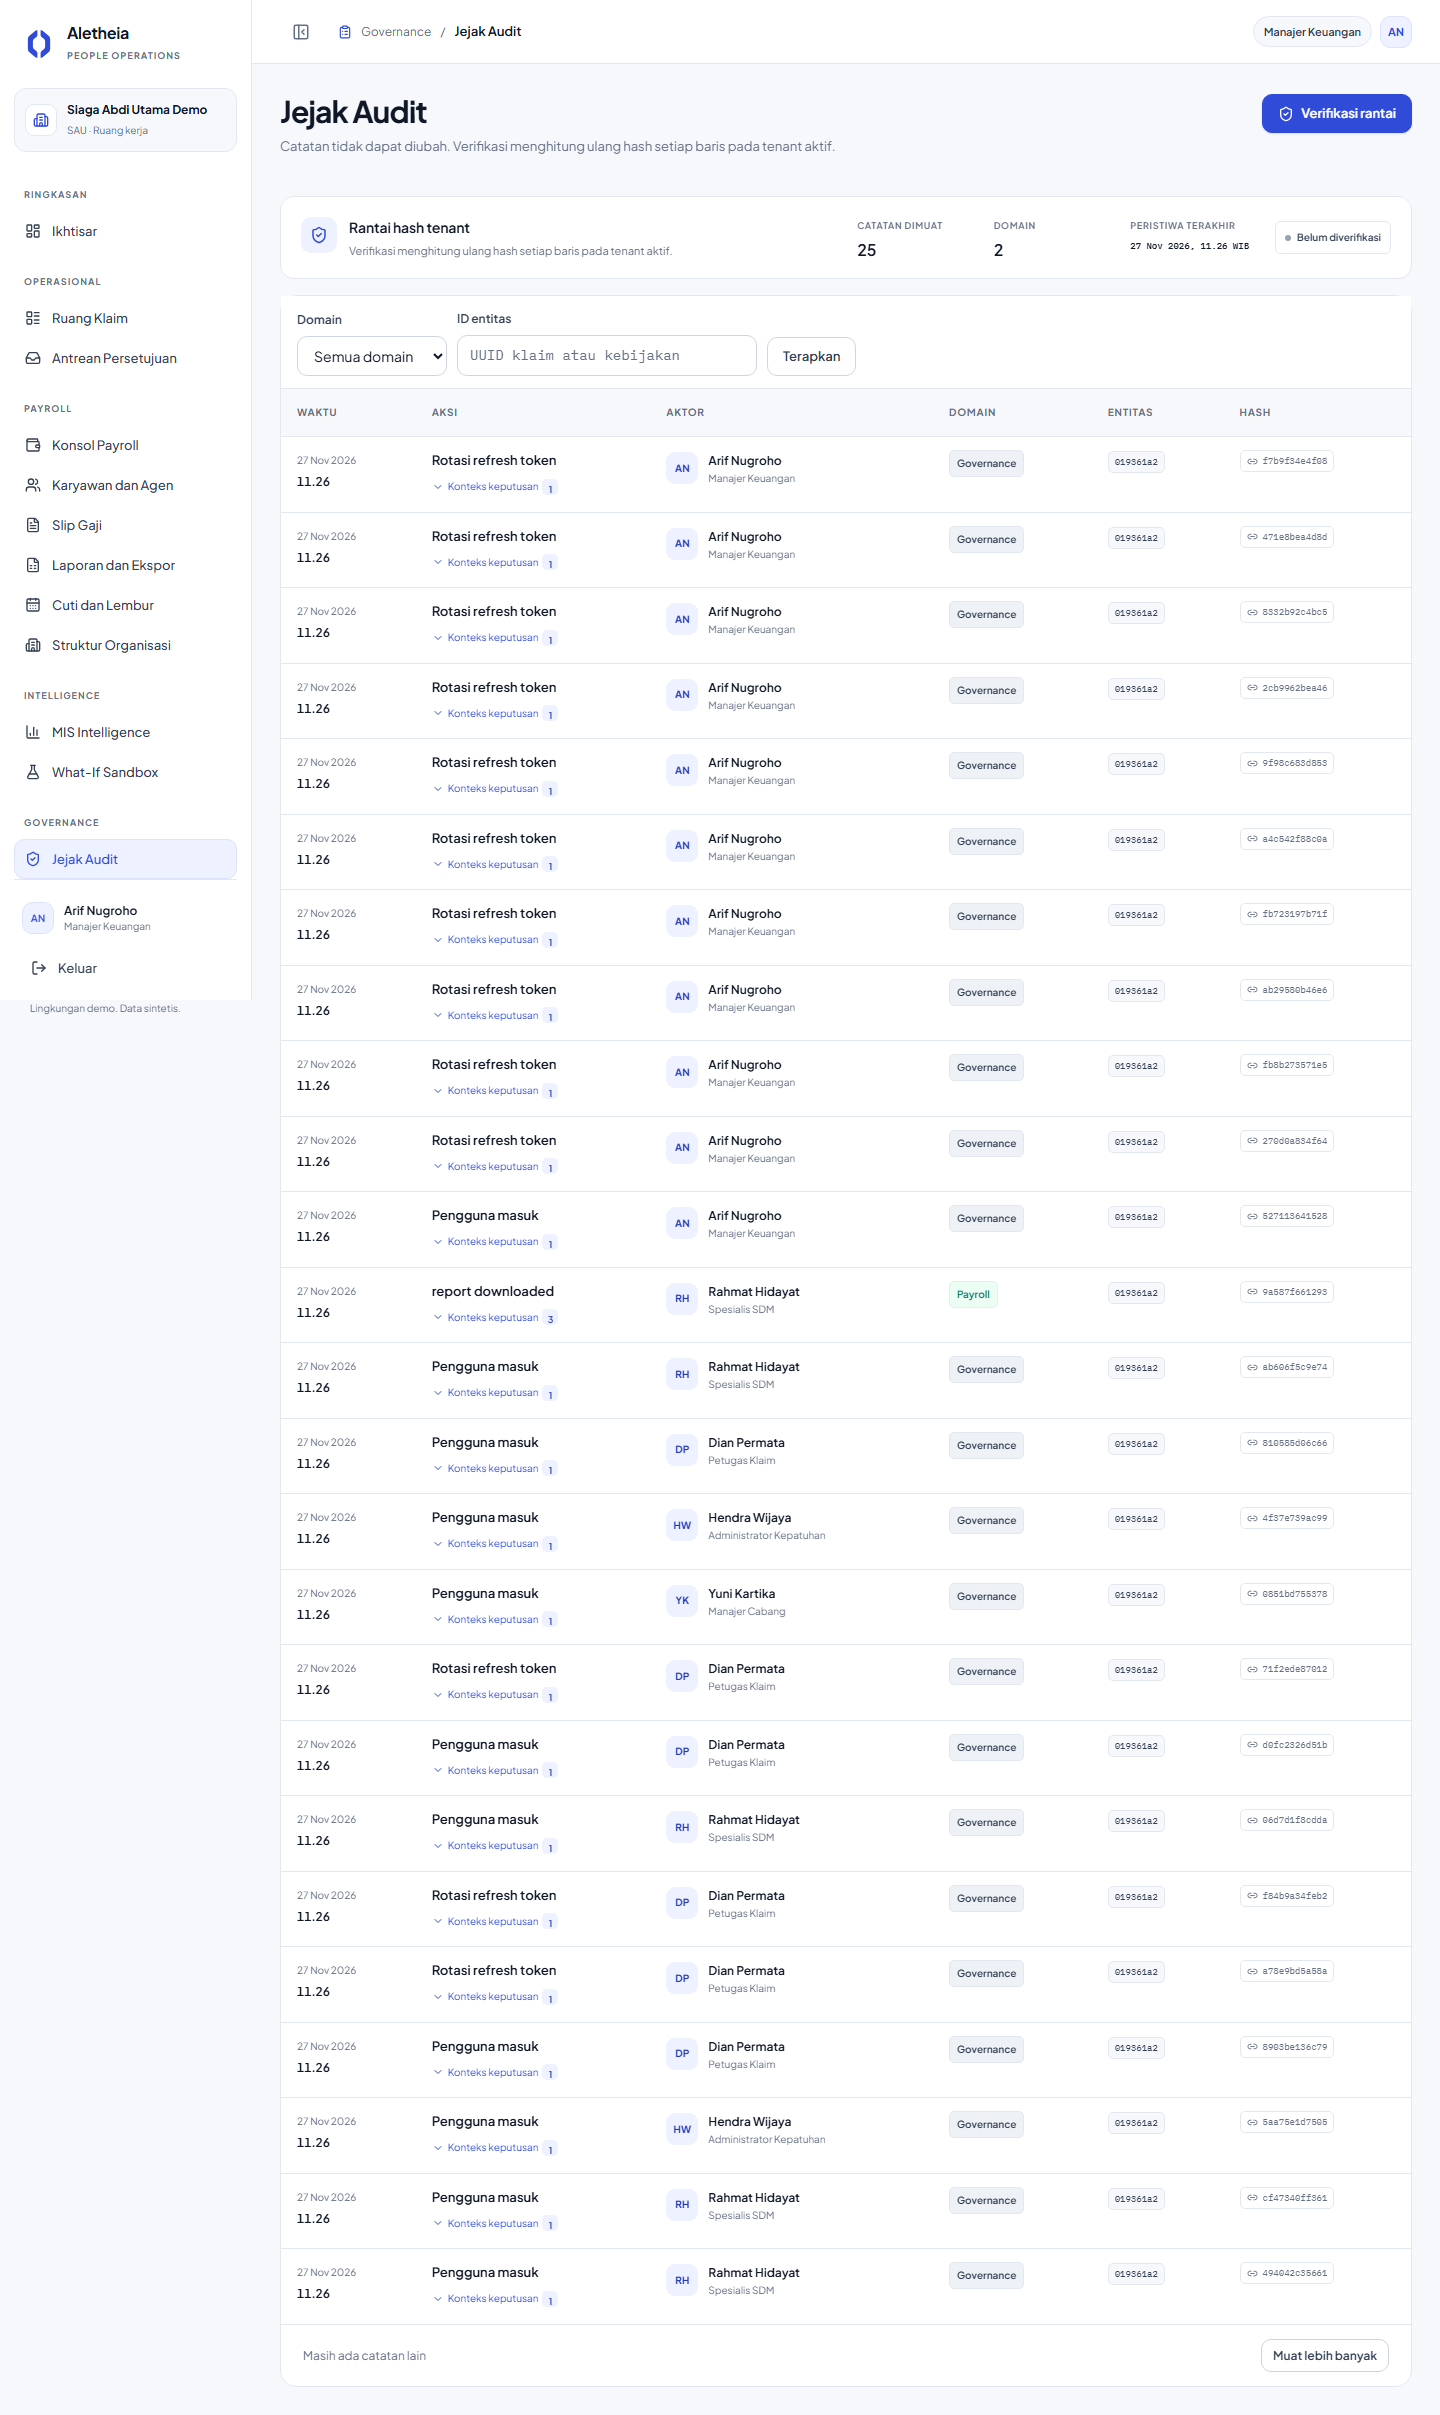 Aletheia
PEOPLE OPERATIONS
Siaga Abdi Utama Demo
SAU · Ruang kerja
RINGKASAN
Ikhtisar
OPERASIONAL
Ruang Klaim
Antrean Persetujuan
PAYROLL
Konsol Payroll
Karyawan dan Agen
Slip Gaji
Laporan dan Ekspor
Cuti dan Lembur
Struktur Organisasi
INTELLIGENCE
MIS Intelligence
What-If Sandbox
GOVERNANCE
Jejak Audit
AN Arif Nugroho
Manajer Keuangan
Keluar
Lingkungan demo. Data sintetis.
Governance / Jejak Audit
Manajer Keuangan AN
Jejak Audit
Catatan tidak dapat diubah. Verifikasi menghitung ulang hash setiap baris pada tenant aktif.
Verifikasi rantai
Rantai hash tenant
Verifikasi menghitung ulang hash setiap baris pada tenant aktif.
CATATAN DIMUAT
25
DOMAIN
2
PERISTIWA TERAKHIR
27 Nov 2026, 11.26 WIB
Belum diverifikasi
Domain
Semua domain
ID entitas
UUID klaim atau kebijakan
Terapkan
WAKTU AKSI AKTOR DOMAIN ENTITAS HASH
27 Nov 2026 Rotasi refresh token AN Arif Nugroho Governance 019361a2 f7b9f34e4f08
11.26 Konteks keputusan 1 Manajer Keuangan
27 Nov 2026 Rotasi refresh token AN Arif Nugroho Governance 019361a2 471e8bea4d8d
11.26 Konteks keputusan 1 Manajer Keuangan
27 Nov 2026 Rotasi refresh token AN Arif Nugroho Governance 019361a2 8332b92c4bc5
11.26 Konteks keputusan 1 Manajer Keuangan
27 Nov 2026 Rotasi refresh token AN Arif Nugroho Governance 019361a2 2cb9962bea46
11.26 Konteks keputusan 1 Manajer Keuangan
27 Nov 2026 Rotasi refresh token AN Arif Nugroho Governance 019361a2 9f98c683d853
11.26 Konteks keputusan 1 Manajer Keuangan
27 Nov 2026 Rotasi refresh token AN Arif Nugroho Governance 019361a2 a4c542f88c0a
11.26 Konteks keputusan 1 Manajer Keuangan
27 Nov 2026 Rotasi refresh token AN Arif Nugroho Governance 019361a2 fb723197b71f
11.26 Konteks keputusan 1 Manajer Keuangan
27 Nov 2026 Rotasi refresh token AN Arif Nugroho Governance 019361a2 ab29580b46e6
11.26 Konteks keputusan 1 Manajer Keuangan
27 Nov 2026 Rotasi refresh token AN Arif Nugroho Governance 019361a2 fb8b273571e5
11.26 Konteks keputusan 1 Manajer Keuangan
27 Nov 2026 Rotasi refresh token AN Arif Nugroho Governance 019361a2 270d0a834f64
11.26 Konteks keputusan 1 Manajer Keuangan
27 Nov 2026 Pengguna masuk AN Arif Nugroho Governance 019361a2 527113641528
11.26 Konteks keputusan 1 Manajer Keuangan
27 Nov 2026 report downloaded RH Rahmat Hidayat Payroll 019361a2 9a587f661293
11.26 Konteks keputusan 3 Spesialis SDM
27 Nov 2026 Pengguna masuk RH Rahmat Hidayat Governance 019361a2 ab606f5c9e74
11.26 Konteks keputusan 1 Spesialis SDM
27 Nov 2026 Pengguna masuk DP Dian Permata Governance 019361a2 810585d06c66
11.26 Konteks keputusan 1 Petugas Klaim
27 Nov 2026 Pengguna masuk HW Hendra Wijaya Governance 019361a2 4f37e739ac99
11.26 Konteks keputusan 1 Administrator Kepatuhan
27 Nov 2026 Pengguna masuk YK Yuni Kartika Governance 019361a2 0851bd755378
11.26 Konteks keputusan 1 Manajer Cabang
27 Nov 2026 Rotasi refresh token DP Dian Permata Governance 019361a2 71f2ede87012
11.26 Konteks keputusan 1 Petugas Klaim
27 Nov 2026 Pengguna masuk DP Dian Permata Governance 019361a2 d0fc2326d51b
11.26 Konteks keputusan 1 Petugas Klaim
27 Nov 2026 Pengguna masuk RH Rahmat Hidayat Governance 019361a2 06d7d1f8cdda
11.26 Konteks keputusan 1 Spesialis SDM
27 Nov 2026 Rotasi refresh token DP Dian Permata Governance 019361a2 f84b9a34feb2
11.26 Konteks keputusan 1 Petugas Klaim
27 Nov 2026 Rotasi refresh token DP Dian Permata Governance 019361a2 a78e9bd5a58a
11.26 Konteks keputusan 1 Petugas Klaim
27 Nov 2026 Pengguna masuk DP Dian Permata Governance 019361a2 8903be136c79
11.26 Konteks keputusan 1 Petugas Klaim
27 Nov 2026 Pengguna masuk HW Hendra Wijaya Governance 019361a2 5aa75e1d7505
11.26 Konteks keputusan 1 Administrator Kepatuhan
27 Nov 2026 Pengguna masuk RH Rahmat Hidayat Governance 019361a2 cf47340ff361
11.26 Konteks keputusan 1 Spesialis SDM
27 Nov 2026 Pengguna masuk RH Rahmat Hidayat Governance 019361a2 494042c35661
11.26 Konteks keputusan 1 Spesialis SDM
Masih ada catatan lain
Muat lebih banyak